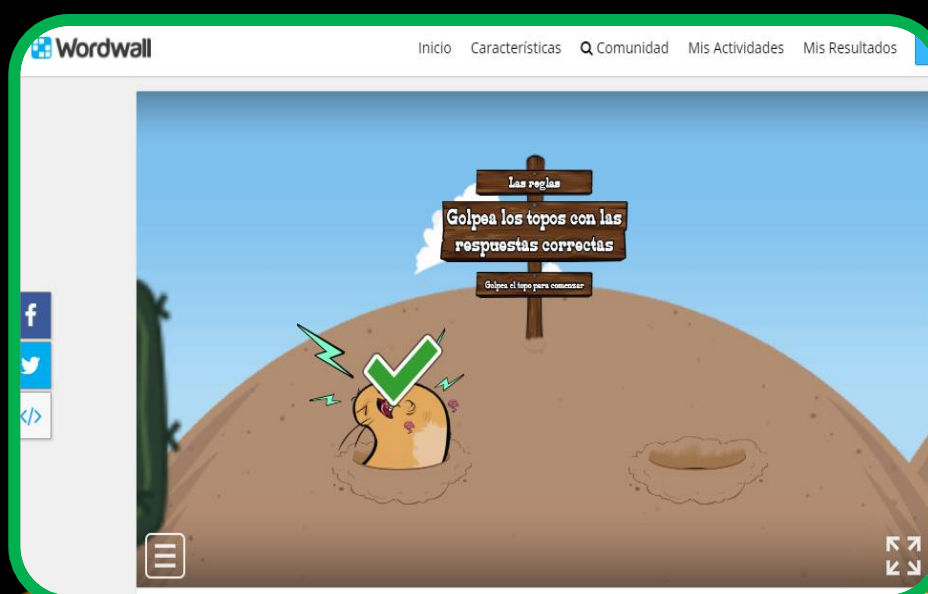 Wordwall
Inicio Características Comunidad Mis Actividades Mis Resultados
Las reglas
Golpea los topos con las
respuestas correctas
Golpea el topo para comenzar
f
</>